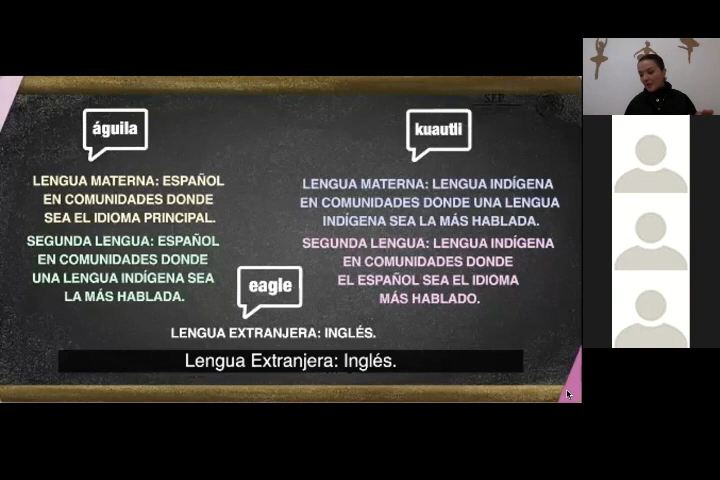 SEP
águila
kuautli
LENGUA MATERNA: ESPAÑOL
EN COMUNIDADES DONDE
SEA EL IDIOMA PRINCIPAL.
SEGUNDA LENGUA: ESPAÑOL
EN COMUNIDADES DONDE
UNA LENGUA INDÍGENA SEA
LA MÁS HABLADA.
LENGUA MATERNA: LENGUA INDÍGENA
EN COMUNIDADES DONDE UNA LENGUA
INDÍGENA SEA LA MÁS HABLADA.
SEGUNDA LENGUA: LENGUA INDÍGENA
EN COMUNIDADES DONDE
EL ESPAÑOL SEA EL IDIOMA
MÁS HABLADO.
eagle
LENGUA EXTRANJERA: INGLÉS.
Lengua Extranjera: Inglés.